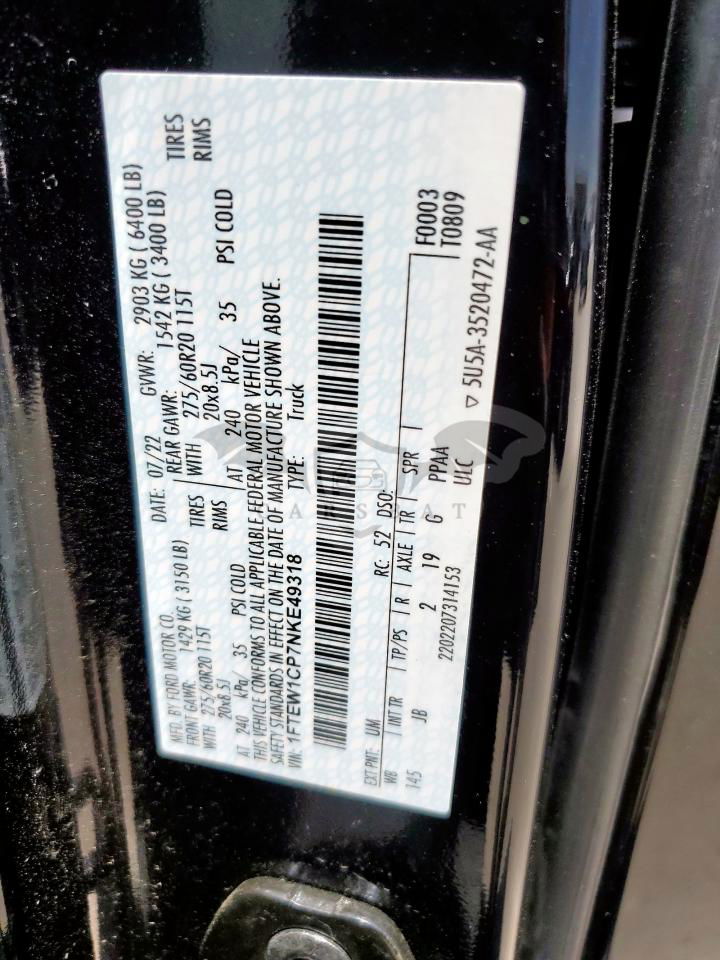 MFD. BY FORD MOTOR CO. DATE: 07/22 GVWR: 2903 KG ( 6400 LB)
FRONT GAWR: 1429 KG ( 3150 LB) REAR GAWR: 1542 KG ( 3400 LB)
WITH 275/60R20 115T TIRES WITH 275/60R20 115T TIRES
20x8.5J RIMS 20x8.5J RIMS
AT 240 kPa/ 35 PSI COLD AT 240 kPa/ 35 PSI COLD
THIS VEHICLE CONFORMS TO ALL APPLICABLE FEDERAL MOTOR VEHICLE
SAFETY STANDARDS IN EFFECT ON THE DATE OF MANUFACTURE SHOWN ABOVE.
VIN: 1FTEW1CP7NKE49318 TYPE: Truck
EXT PNT: UM RC: 52 DSO: F0003
WB INT TR TP/PS R AXLE TR SPR T0809
145 JB 2 19 G PPAA
ULC
2202207314153 ▽ 5U5A-3520472-AA